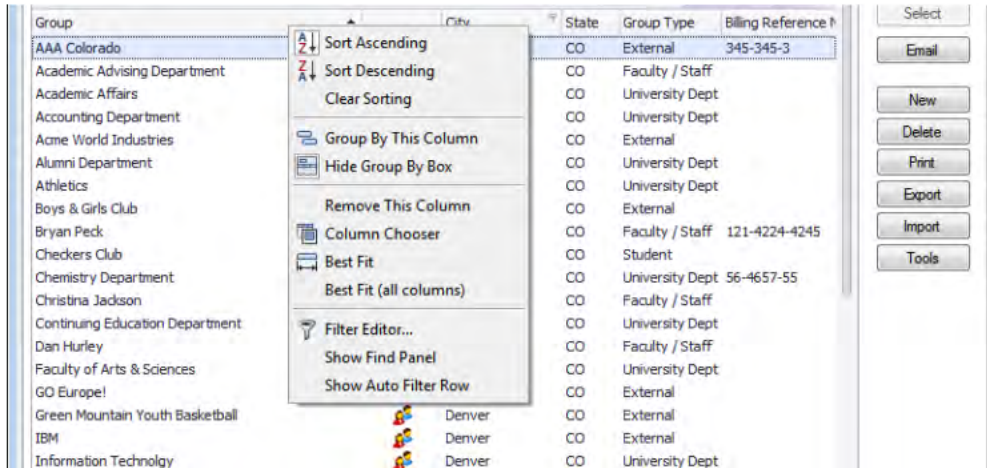 Group City State Group Type Billing Reference N Select
AAA Colorado CO External 345-345-3 Email
Academic Advising Department CO Faculty / Staff
Academic Affairs CO University Dept New
Accounting Department CO University Dept
Acme World Industries CO External Delete
Alumni Department CO University Dept Print
Athletics CO University Dept
Boys & Girls Club CO External Export
Bryan Peck CO Faculty / Staff 121-4224-4245 Import
Checkers Club CO Student Tools
Chemistry Department CO University Dept 56-4657-55
Christina Jackson CO Faculty / Staff
Continuing Education Department CO University Dept
Dan Hurley CO Faculty / Staff
Faculty of Arts & Sciences CO University Dept
GO Europe! CO External
Green Mountain Youth Basketball Denver CO External
IBM Denver CO External
Information Technolgy Denver CO University Dept
Sort Ascending
Sort Descending
Clear Sorting
Group By This Column
Hide Group By Box
Remove This Column
Column Chooser
Best Fit
Best Fit (all columns)
Filter Editor...
Show Find Panel
Show Auto Filter Row